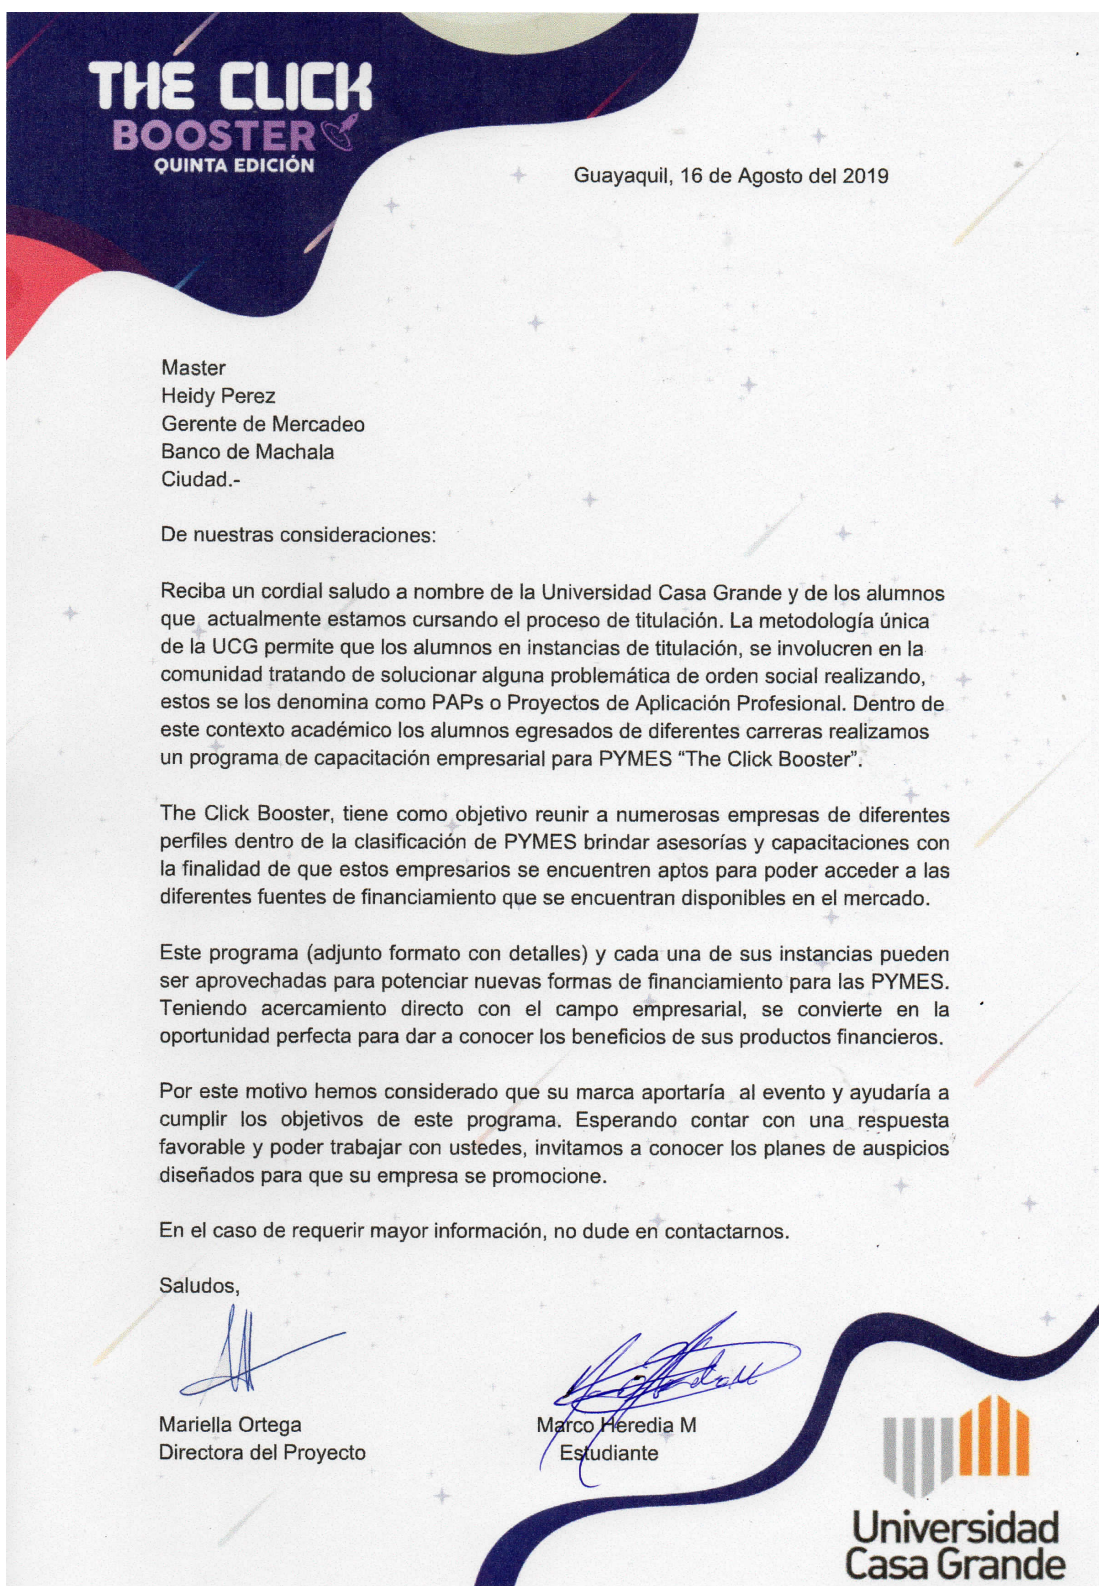 THE CLICK
BOOSTER
QUINTA EDICIÓN
Guayaquil, 16 de Agosto del 2019
Master
Heidy Perez
Gerente de Mercadeo
Banco de Machala
Ciudad.-
De nuestras consideraciones:
Reciba un cordial saludo a nombre de la Universidad Casa Grande y de los alumnos
que actualmente estamos cursando el proceso de titulación. La metodología única
de la UCG permite que los alumnos en instancias de titulación, se involucren en la
comunidad tratando de solucionar alguna problemática de orden social realizando,
estos se los denomina como PAPs o Proyectos de Aplicación Profesional. Dentro de
este contexto académico los alumnos egresados de diferentes carreras realizamos
un programa de capacitación empresarial para PYMES “The Click Booster”.
The Click Booster, tiene como objetivo reunir a numerosas empresas de diferentes
perfiles dentro de la clasificación de PYMES brindar asesorías y capacitaciones con
la finalidad de que estos empresarios se encuentren aptos para poder acceder a las
diferentes fuentes de financiamiento que se encuentran disponibles en el mercado.
Este programa (adjunto formato con detalles) y cada una de sus instancias pueden
ser aprovechadas para potenciar nuevas formas de financiamiento para las PYMES.
Teniendo acercamiento directo con el campo empresarial, se convierte en la
oportunidad perfecta para dar a conocer los beneficios de sus productos financieros.
Por este motivo hemos considerado que su marca aportaría al evento y ayudaría a
cumplir los objetivos de este programa. Esperando contar con una respuesta
favorable y poder trabajar con ustedes, invitamos a conocer los planes de auspicios
diseñados para que su empresa se promocione.
En el caso de requerir mayor información, no dude en contactarnos.
Saludos,
Mariella Ortega
Directora del Proyecto
Marco Heredia M
Estudiante
Universidad
Casa Grande